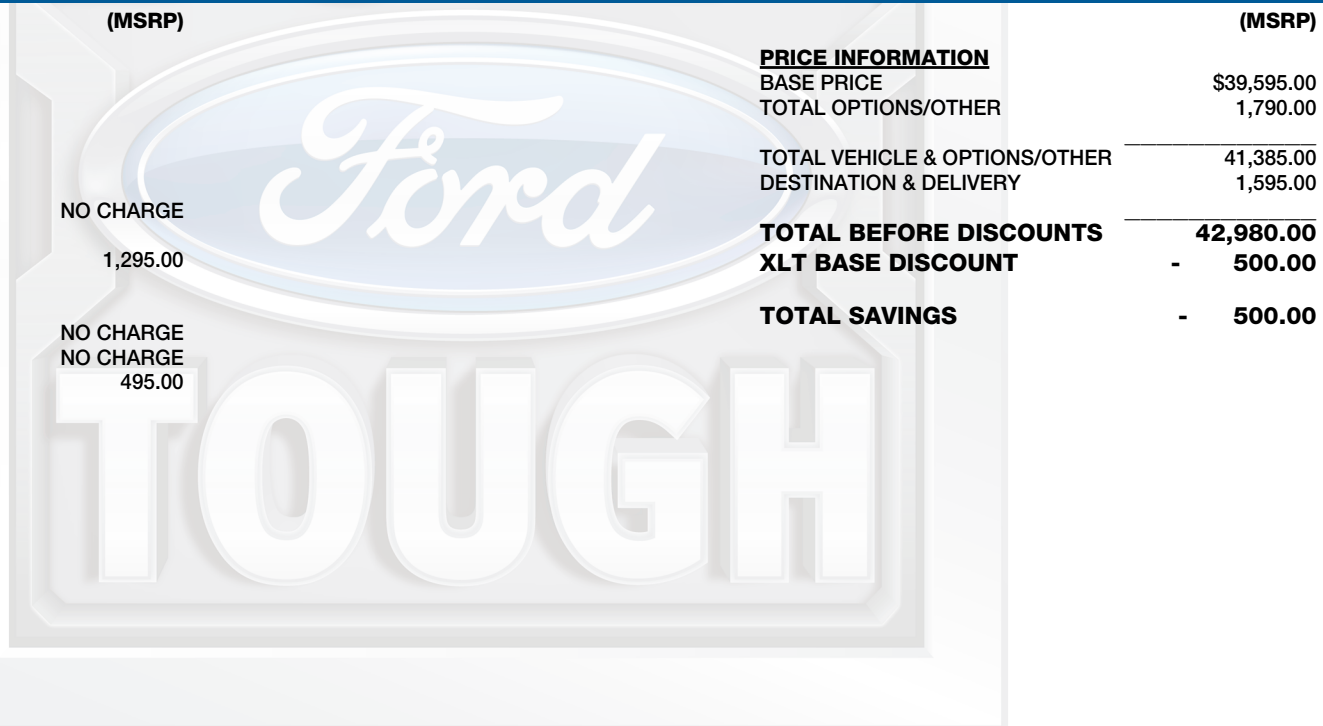 (MSRP)
NO CHARGE
1,295.00
NO CHARGE
NO CHARGE
495.00
Ford
TOUGH
(MSRP)
PRICE INFORMATION
BASE PRICE $39,595.00
TOTAL OPTIONS/OTHER 1,790.00
TOTAL VEHICLE & OPTIONS/OTHER 41,385.00
DESTINATION & DELIVERY 1,595.00
TOTAL BEFORE DISCOUNTS 42,980.00
XLT BASE DISCOUNT - 500.00
TOTAL SAVINGS - 500.00